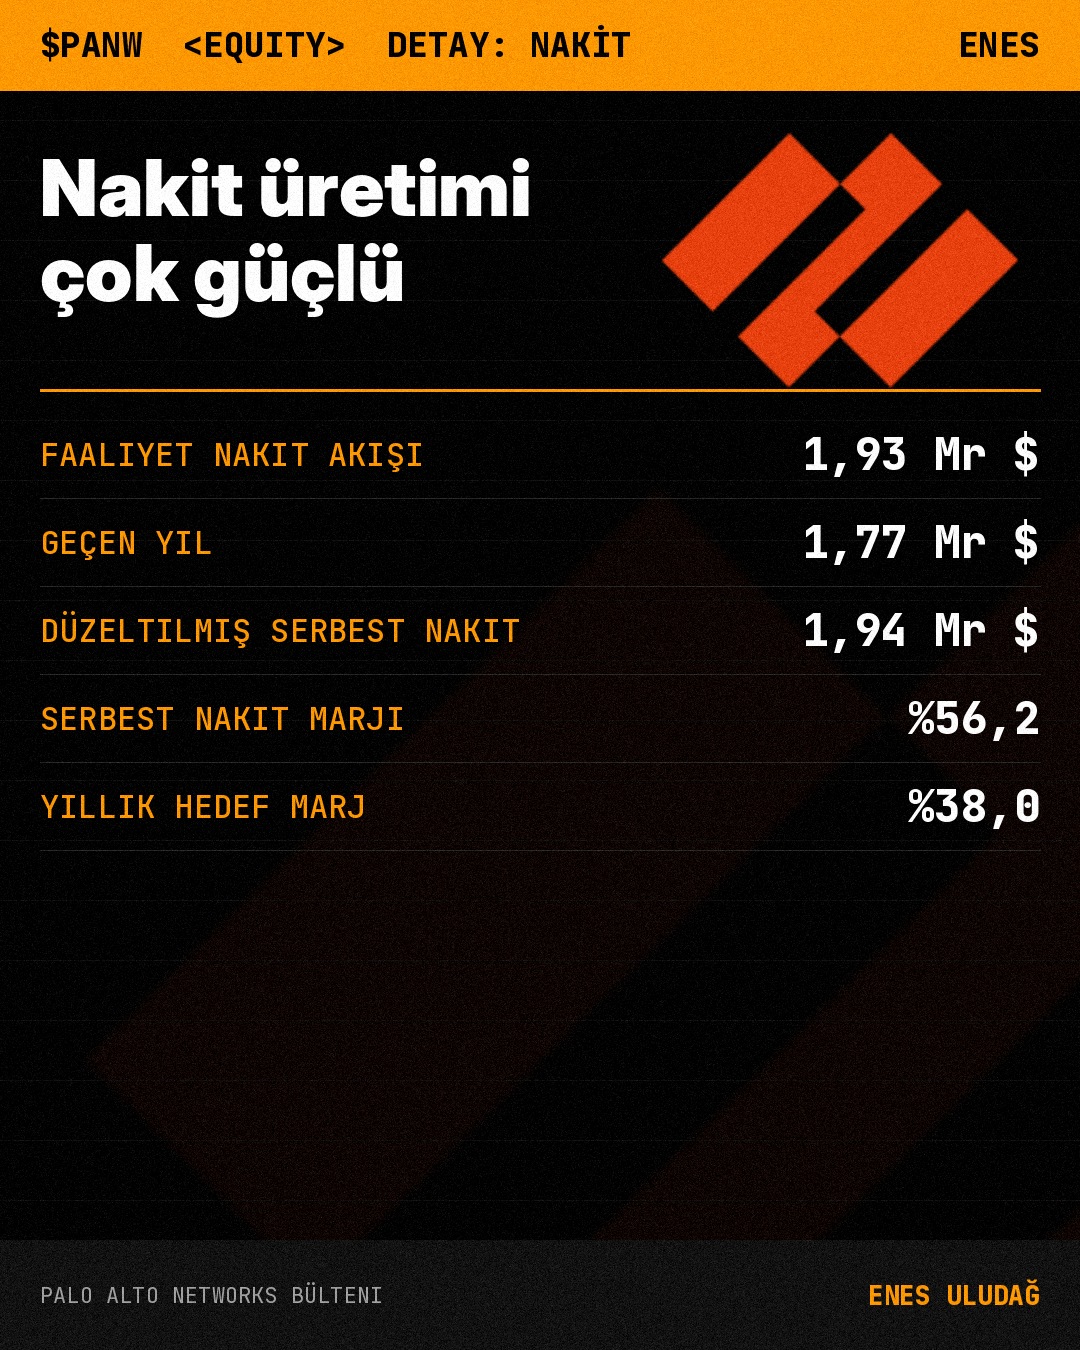 $PANW <EQUITY> DETAY: NAKİT ENES
Nakit üretimi
çok güçlü
FAALIYET NAKIT AKIŞI 1,93 Mr $
GEÇEN YIL 1,77 Mr $
DÜZELTILMIŞ SERBEST NAKIT 1,94 Mr $
SERBEST NAKIT MARJI %56,2
YILLIK HEDEF MARJ %38,0
PALO ALTO NETWORKS BÜLTENI ENES ULUDAĞ